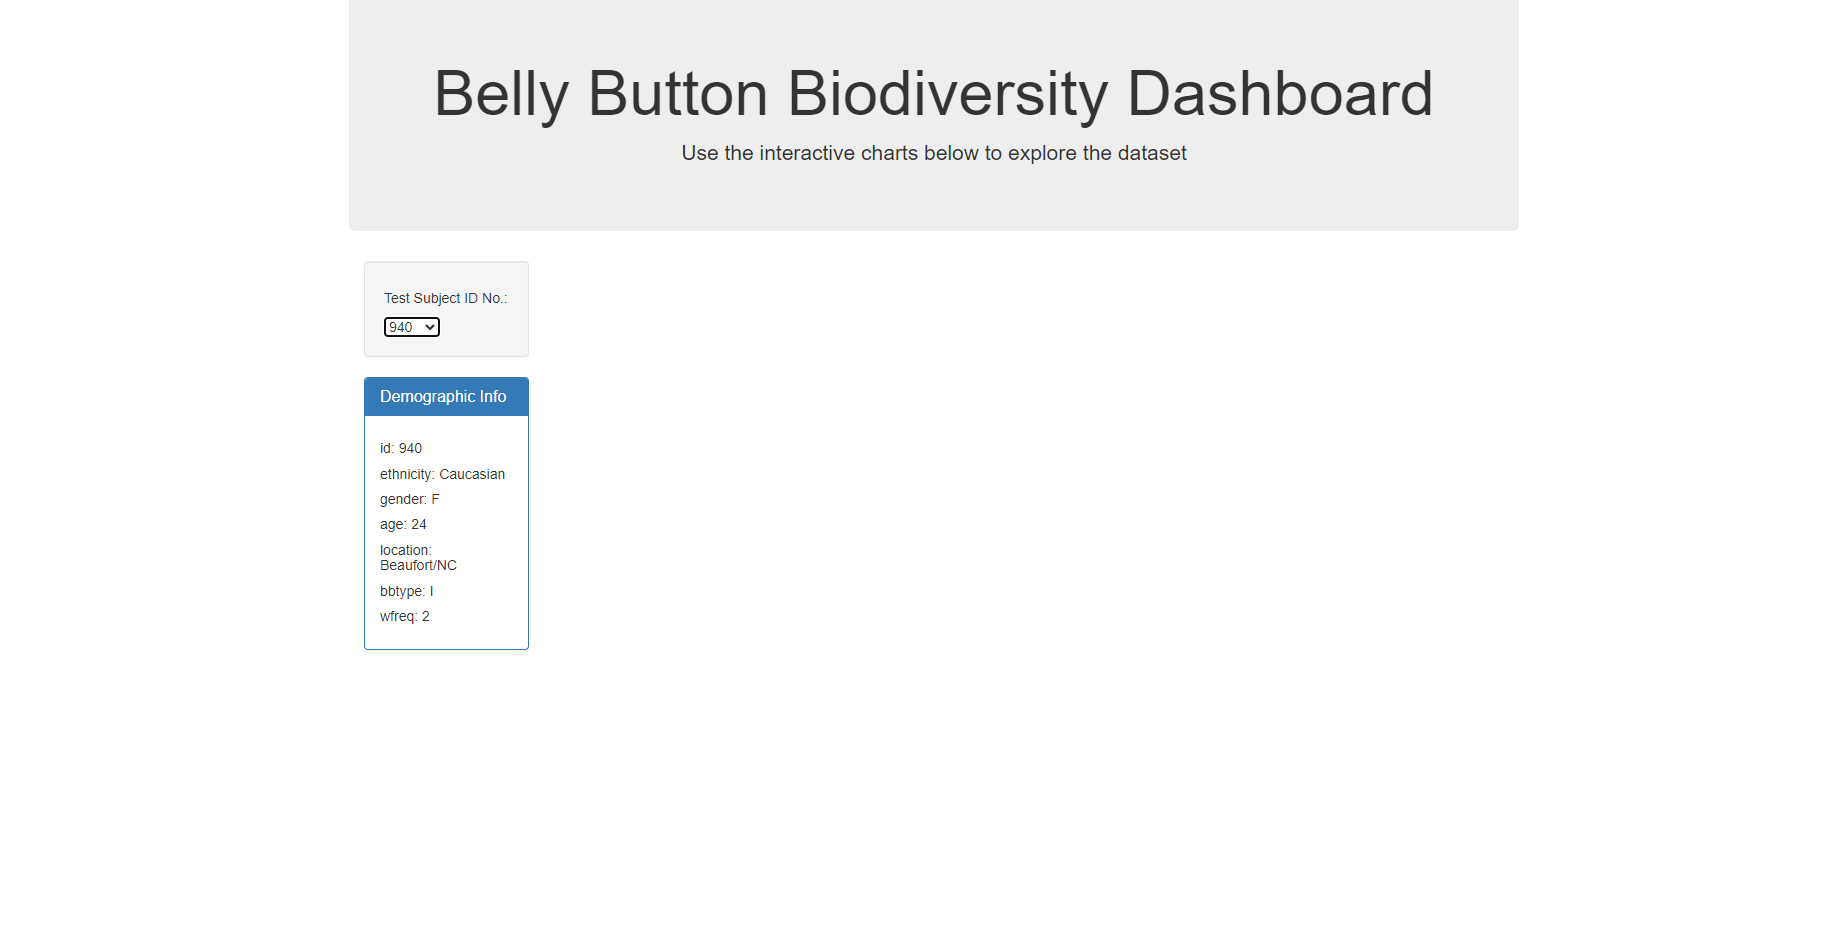 Belly Button Biodiversity Dashboard
Use the interactive charts below to explore the dataset
Test Subject ID No.:
940
Demographic Info
id: 940
ethnicity: Caucasian
gender: F
age: 24
location:
Beaufort/NC
bbtype: I
wfreq: 2